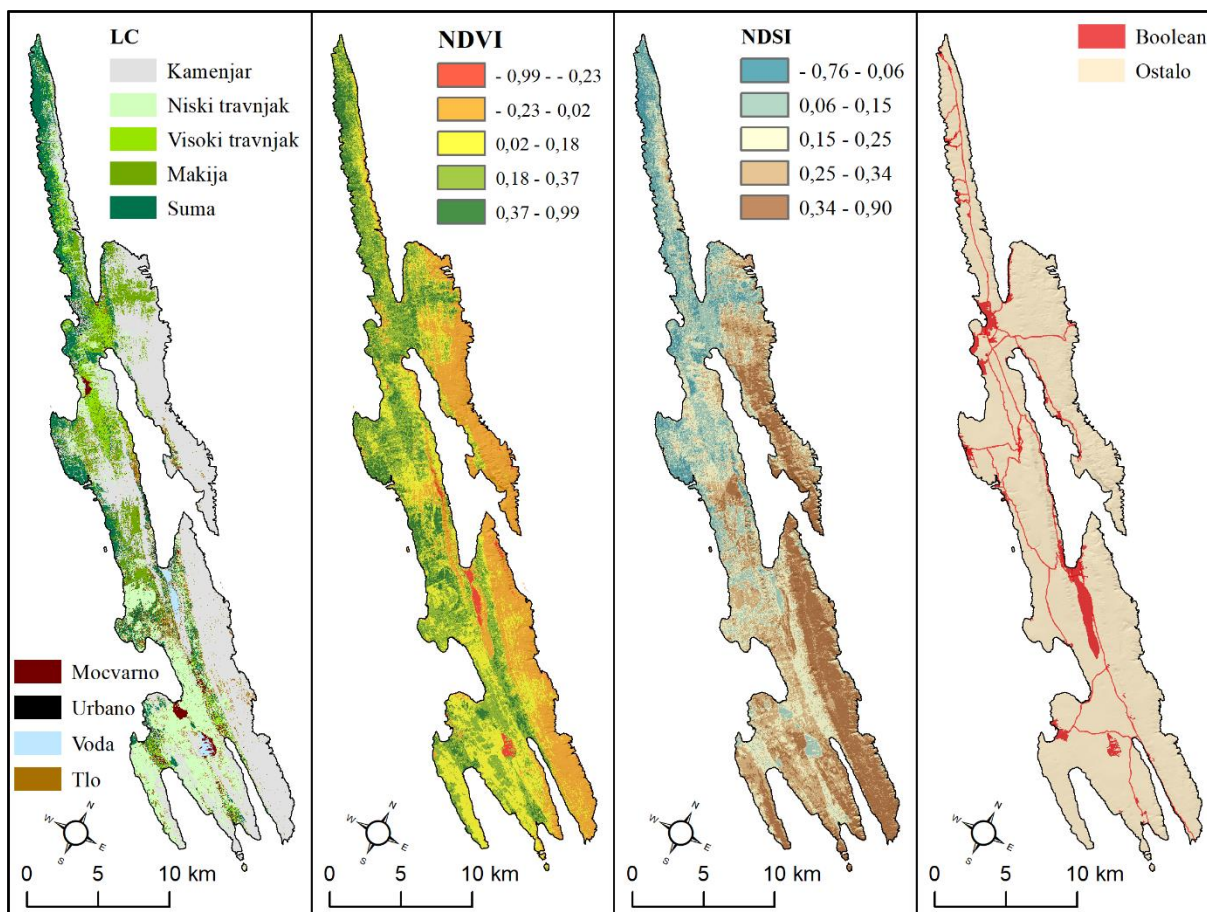 LC
Kamenjar
Niski travnjak
Visoki travnjak
Makija
Suma
Mocvarno
Urbano
Voda
Tlo
N
W
E
S
0 5 10 km
NDVI
- 0,99 - - 0,23
- 0,23 - 0,02
0,02 - 0,18
0,18 - 0,37
0,37 - 0,99
N
W
E
S
0 5 10 km
NDSI
- 0,76 - 0,06
0,06 - 0,15
0,15 - 0,25
0,25 - 0,34
0,34 - 0,90
N
W
E
S
0 5 10 km
Boolean
Ostalo
N
W
E
S
0 5 10 km